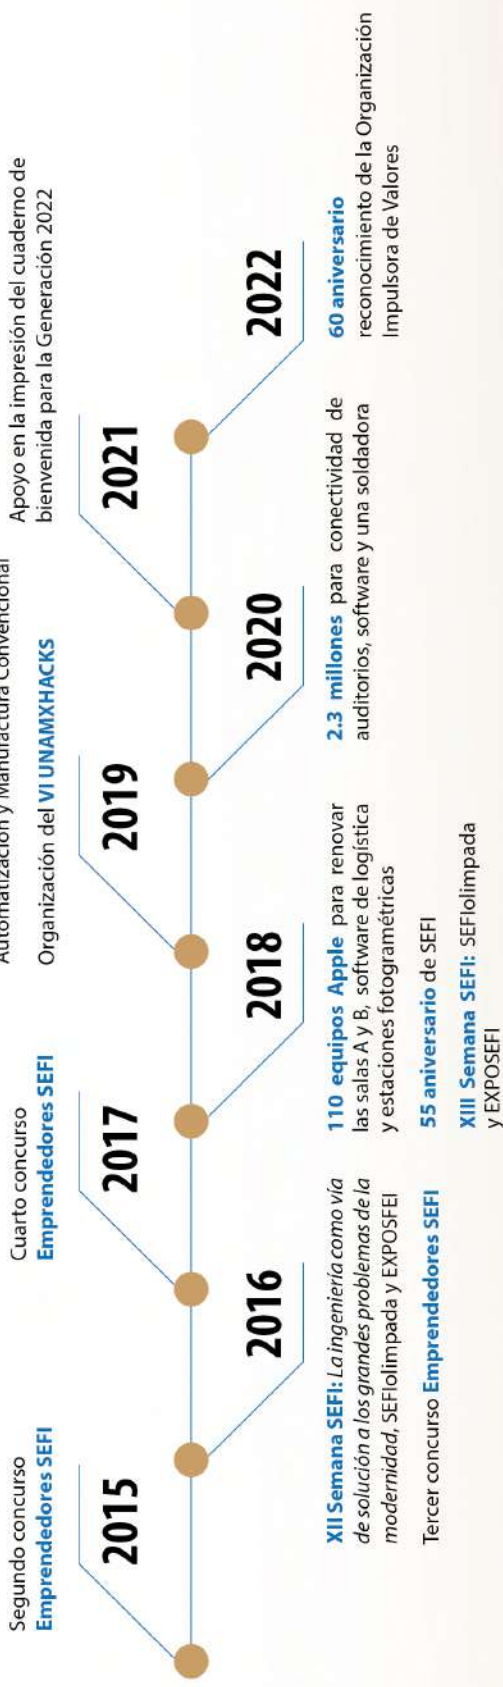 Segundo concurso
Emprendedores SEFI
2015
2016
XII Semana SEFI: La ingeniería como vía
de solución a los grandes problemas de la
modernidad, SEFIolimpada y EXPOSFEI
Tercer concurso Emprendedores SEFI
Cuarto concurso
Emprendedores SEFI
2017
2018
110 equipos Apple para renovar
las salas A y B, software de logística
y estaciones fotogramétricas
55 aniversario de SEFI
XIII Semana SEFI: SEFIolimpada
y EXPOSEFI
Automatización y Manufactura Convencional
Organización del VI UNAMXHACKS
2019
2020
2.3 millones para conectividad de
auditorios, software y una soldadora
Apoyo en la impresión del cuaderno de
bienvenida para la Generación 2022
2021
2022
60 aniversario
reconocimiento de la Organización
Impulsora de Valores